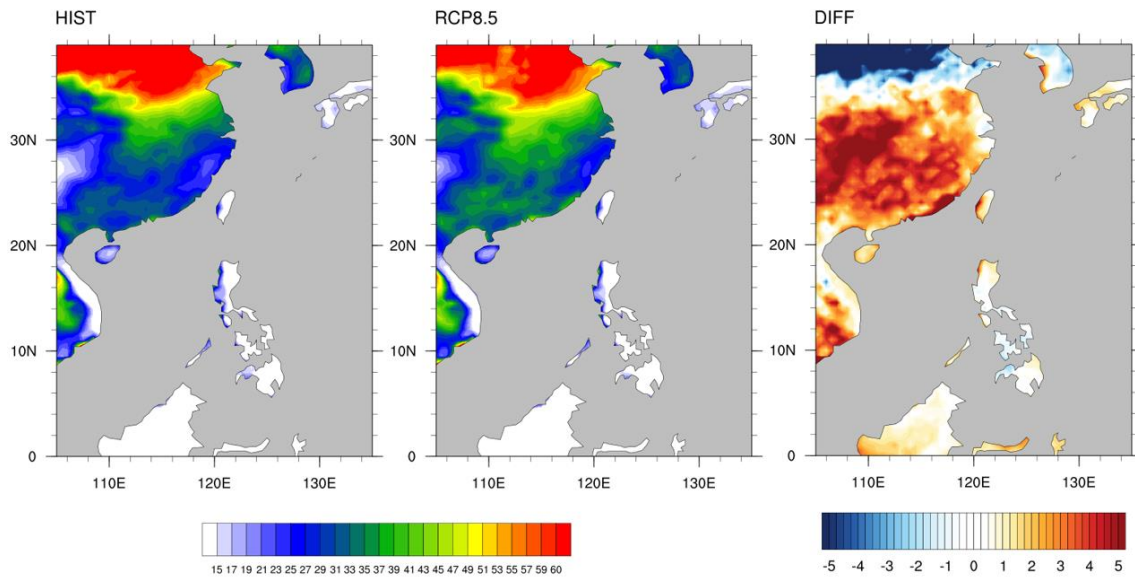 HIST
RCP8.5
DIFF
30N
20N
10N
0
110E 120E 130E
30N
20N
10N
0
110E 120E 130E
30N
20N
10N
0
110E 120E 130E
15 17 19 21 23 25 27 29 31 33 35 37 39 41 43 45 47 49 51 53 55 57 59 60
-5 -4 -3 -2 -1 0 1 2 3 4 5